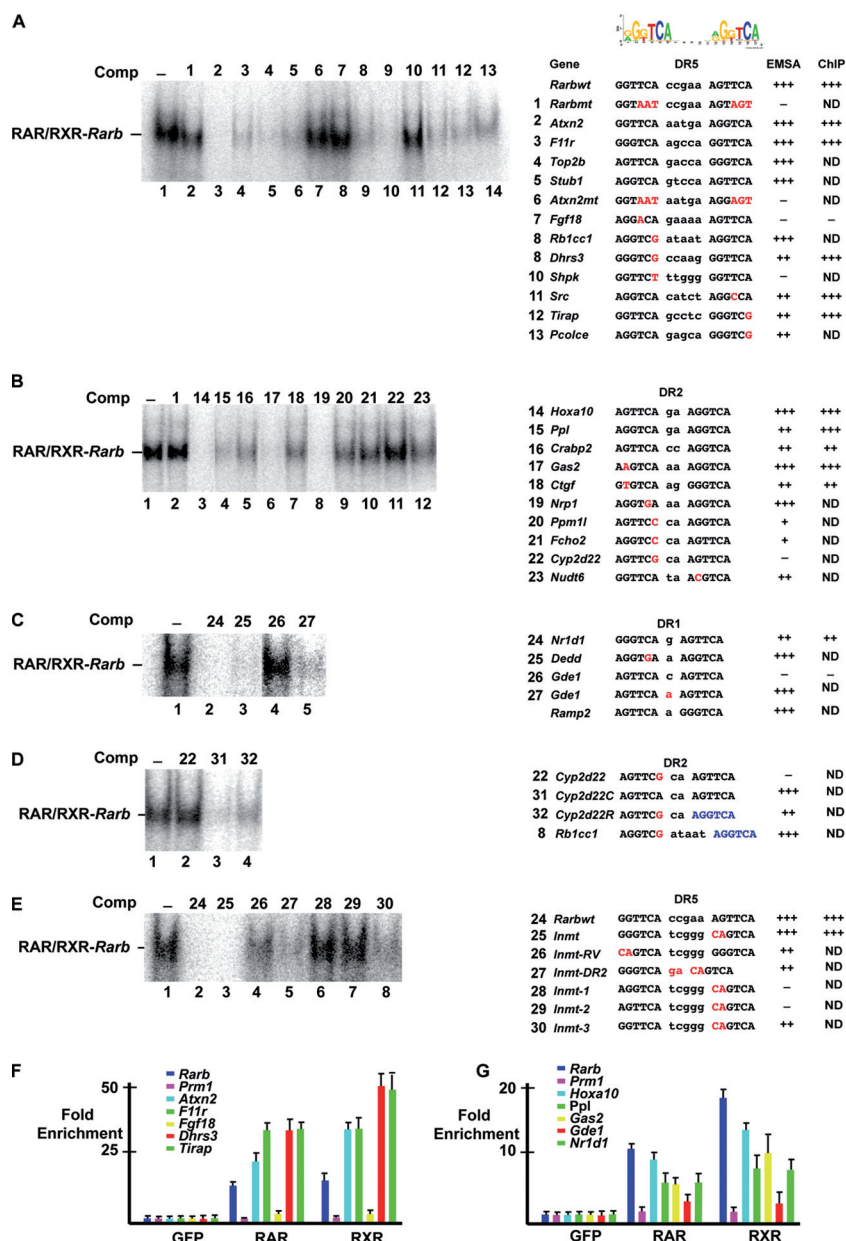 A
Comp – 1 2 3 4 5 6 7 8 9 10 11 12 13
RAR/RXR-Rarb
1 2 3 4 5 6 7 8 9 10 11 12 13 14
GGTCA GGTCA
Gene DR5 EMSA ChIP
Rarbwt GGTTCA ccgaa AGTTCA +++ +++
1 Rarbmt GGTAAT ccgaa AGTAGT – ND
2 Atxn2 GGTTCA aatga AGGTCA +++ +++
3 F11r GGGTCA agcca GGTTCA +++ +++
4 Top2b AGTTCA gacca GGGTCA +++ ND
5 Stub1 AGGTCA gtcca AGTTCA +++ ND
6 Atxn2mt GGTAAT aatga AGGAGT – ND
7 Fgf18 AGGACA gaaaa AGTTCA – –
8 Rb1cc1 AGGTCG ataat AGGTCA +++ ND
8 Dhrs3 GGGTCG ccaag GGTTCA ++ +++
10 Shpk GGTTCT ttggg GGTTCA – ND
11 Src AGGTCA catct AGGCCA ++ +++
12 Tirap GGTTCA gcctc GGGTCG ++ +++
13 Pcolce AGGTCA gagca GGGTCG ++ ND
B
Comp – 1 14 15 16 17 18 19 20 21 22 23
RAR/RXR-Rarb
1 2 3 4 5 6 7 8 9 10 11 12
DR2
14 Hoxa10 AGTTCA ga AGGTCA +++ +++
15 Ppl AGGTCA ga AGGTCA ++ +++
16 Crabp2 AGTTCA cc AGGTCA ++ ++
17 Gas2 AAGTCA aa AGGTCA +++ +++
18 Ctgf GTGTCA ag GGGTCA ++ ++
19 Nrp1 AGGTGA aa AGGTCA +++ ND
20 Ppm1l AGTTCC ca AGGTCA + ND
21 Fcho2 AGGTCC ca AGGTCA + ND
22 Cyp2d22 AGTTCG ca AGTTCA – ND
23 Nudt6 GGTTCA ta ACGTCA ++ ND
C
Comp – 24 25 26 27
RAR/RXR-Rarb
1 2 3 4 5
DR1
24 Nr1d1 GGGTCA g AGTTCA ++ ++
25 Dedd AGGTGA a AGGTCA +++ ND
26 Gde1 AGTTCA c AGTTCA – –
27 Gde1 AGTTCA a AGTTCA +++ ND
Ramp2 AGTTCA a GGGTCA +++ ND
D
Comp – 22 31 32
RAR/RXR-Rarb
1 2 3 4
DR2
22 Cyp2d22 AGTTCG ca AGTTCA – ND
31 Cyp2d22C AGTTCA ca AGTTCA +++ ND
32 Cyp2d22R AGTTCG ca AGGTCA ++ ND
8 Rb1cc1 AGGTCG ataat AGGTCA +++ ND
E
Comp – 24 25 26 27 28 29 30
RAR/RXR-Rarb
1 2 3 4 5 6 7 8
DR5
24 Rarbwt GGTTCA ccgaa AGTTCA +++ +++
25 Inmt GGGTCA tcggg CAGTCA +++ +++
26 Inmt-RV CAGTCA tcggg GGGTCA ++ ND
27 Inmt-DR2 GGGTCA ga CAGTCA ++ ND
28 Inmt-1 AGTTCA tcggg CAGTCA – ND
29 Inmt-2 AGGTCA tcggg CAGTCA – ND
30 Inmt-3 GGTTCA tcggg CAGTCA ++ ND
F
50
Fold
Enrichment
25
Rarb
Prm1
Atxn2
F11r
Fgf18
Dhrs3
Tirap
GFP RAR RXR
G
20
Fold
Enrichment
10
Rarb
Prm1
Hoxa10
Ppl
Gas2
Gde1
Nr1d1
GFP RAR RXR